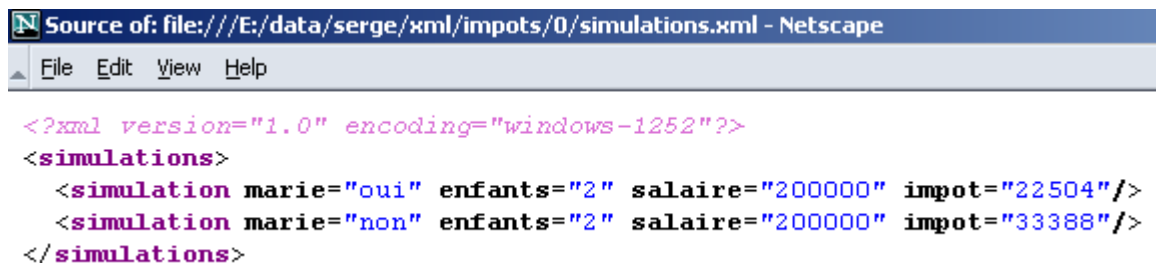 Source of: file:///E:/data/serge/xml/impots/0/simulations.xml - Netscape
File Edit View Help
<?xml version="1.0" encoding="windows-1252"?>
<simulations>
  <simulation marie="oui" enfants="2" salaire="200000" impot="22504"/>
  <simulation marie="non" enfants="2" salaire="200000" impot="33388"/>
</simulations>